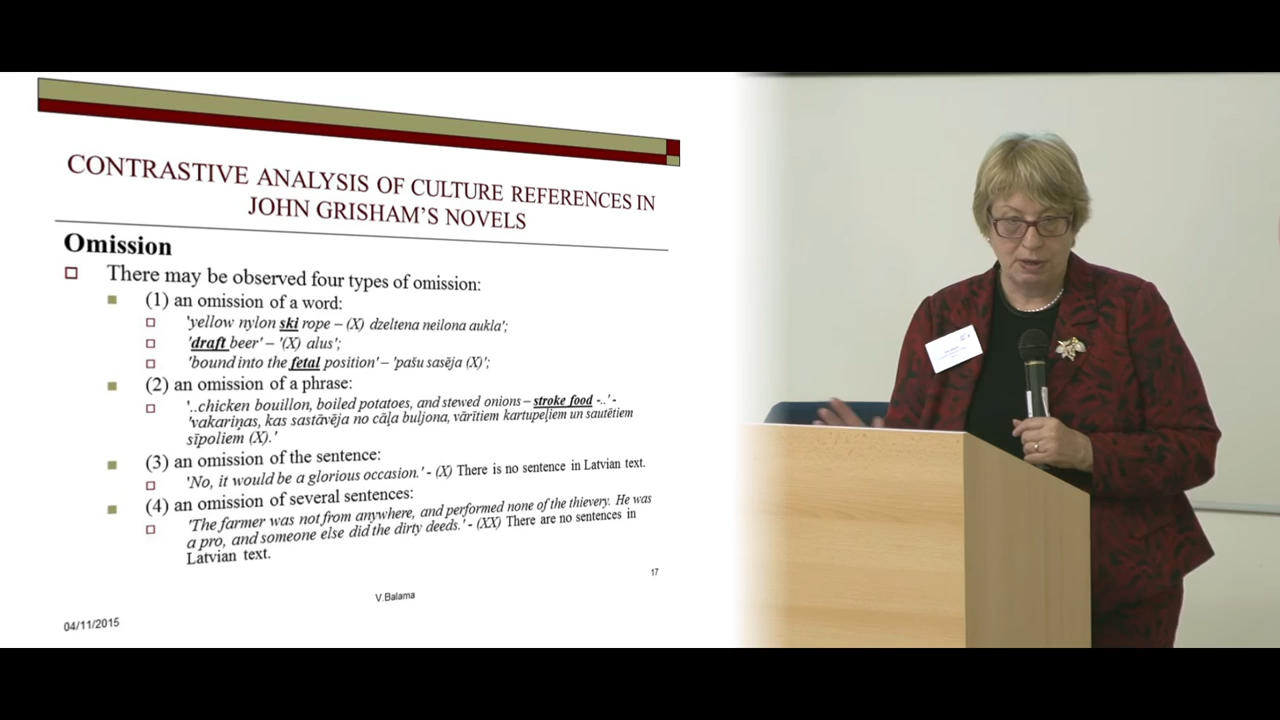 CONTRASTIVE ANALYSIS OF CULTURE REFERENCES IN
JOHN GRISHAM'S NOVELS
Omission
There may be observed four types of omission:
(1) an omission of a word:
'yellow nylon ski rope – (X) dzeltena neilona aukla';
'draft beer' – '(X) alus';
'bound into the fetal position' – 'pašu sasēja (X)';
(2) an omission of a phrase:
'..chicken bouillon, boiled potatoes, and stewed onions – stroke food -..' -
'vakariņas, kas sastāvēja no cāļa buljona, vārītiem kartupeļiem un sautētiem
sīpoliem (X).'
(3) an omission of the sentence:
'No, it would be a glorious occasion.' - (X) There is no sentence in Latvian text.
(4) an omission of several sentences:
'The farmer was not from anywhere, and performed none of the thievery. He was
a pro, and someone else did the dirty deeds.' - (XX) There are no sentences in
Latvian text.
17
V.Balama
04/11/2015